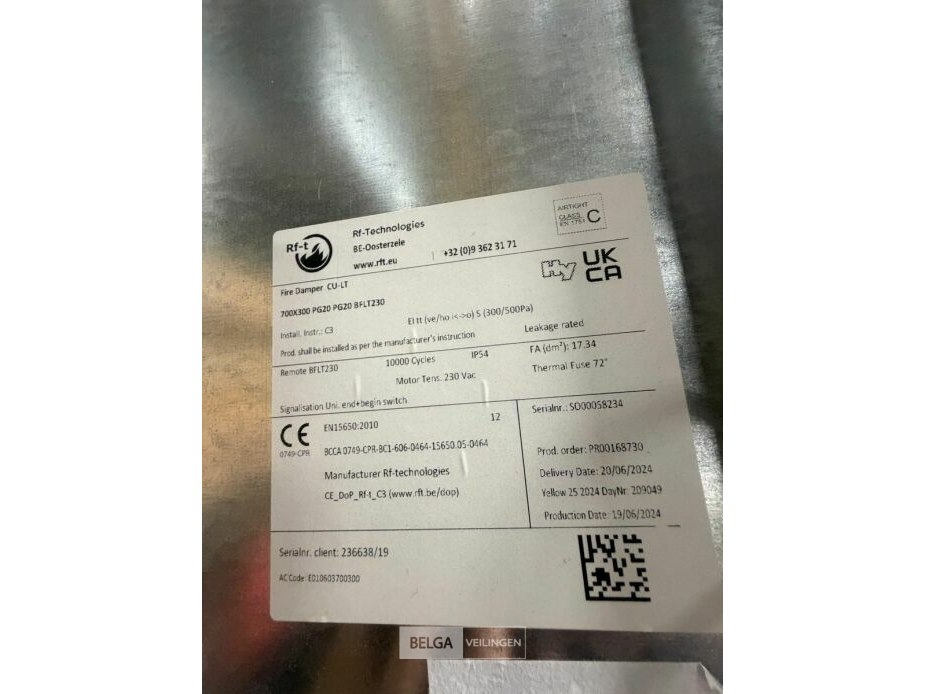 Rf-t
Rf-Technologies
BE-Oosterzele
www.rft.eu | +32 (0)9 362 31 71
AIRTIGHT
CLASS C
EN 1751
UK
CA
Fire Damper CU-LT
700X300 PG20 PG20 BFLT230
Install. Instr.: C3 EI tt (ve/ho i<->o) S (300/500Pa)
Prod. shall be installed as per the manufacturer's instruction Leakage rated
Remote BFLT230 10000 Cycles IP54 FA (dm²): 17.34
Motor Tens. 230 Vac Thermal Fuse 72°
Signalisation Uni. end+begin switch
CE EN15650:2010 12
0749-CPR
BCCA 0749-CPR-BC1-606-0464-15650.05-0464
Manufacturer Rf-technologies
CE_DoP_Rf-t_C3 (www.rft.be/dop)
Serialnr.: SO00058234
Prod. order: PR00168730
Delivery Date: 20/06/2024
Yellow 25 2024 DayNr: 209049
Production Date: 19/06/2024
Serialnr. client: 236638/19
AC Code: E010603700300
BELGA VEILINGEN